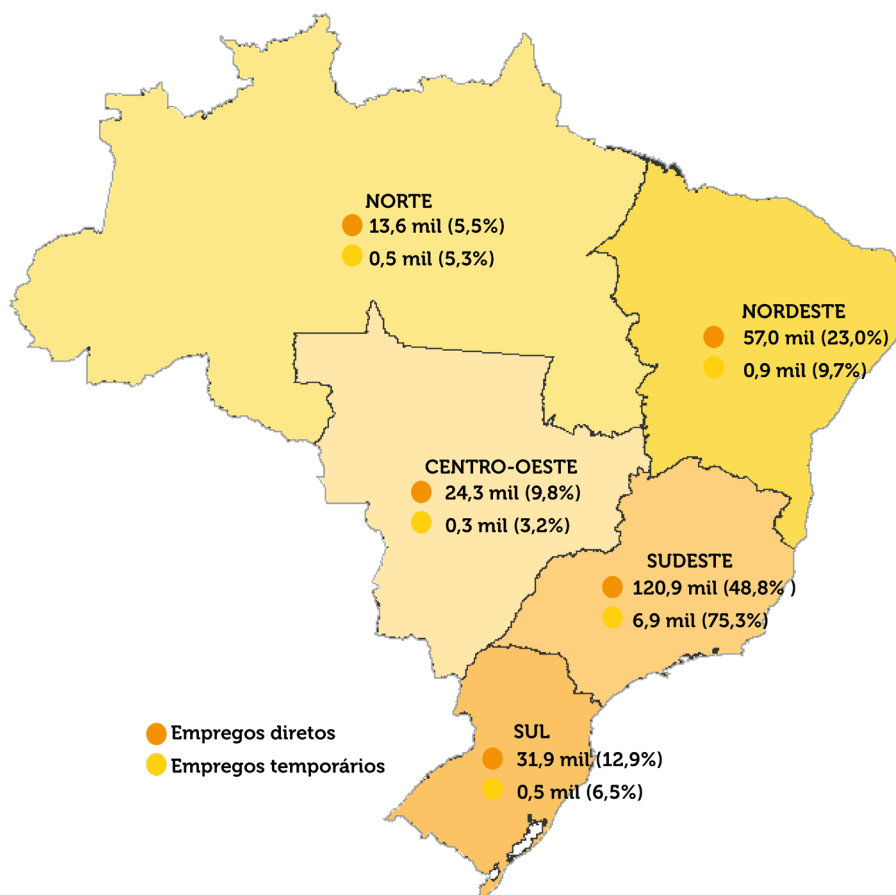 NORTE
13,6 mil (5,5%)
0,5 mil (5,3%)
NORDESTE
57,0 mil (23,0%)
0,9 mil (9,7%)
CENTRO-OESTE
24,3 mil (9,8%)
0,3 mil (3,2%)
SUDESTE
120,9 mil (48,8% )
6,9 mil (75,3%)
SUL
31,9 mil (12,9%)
0,5 mil (6,5%)
Empregos diretos
Empregos temporários